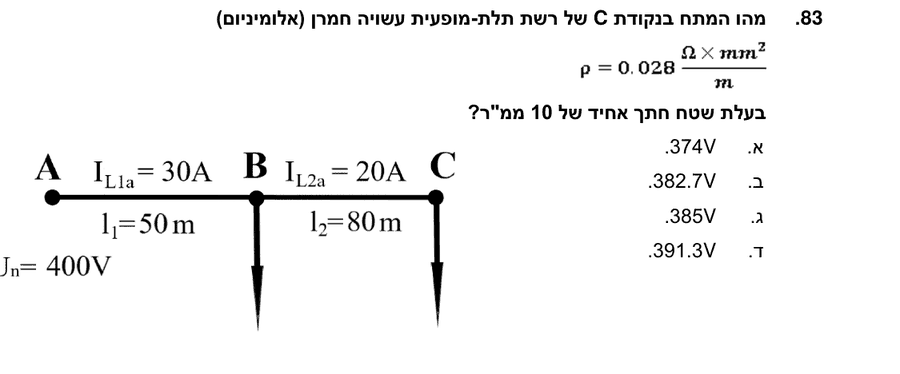 83. מהו המתח בנקודת C של רשת תלת-מופעית עשויה חמרן (אלומיניום)
ρ = 0.028 Ω × mm² / m
בעלת שטח חתך אחיד של 10 ממ"ר?
א. 374V.
ב. 382.7V.
ג. 385V.
ד. 391.3V.
A I_L1a = 30A B I_L2a = 20A C
l₁=50 m l₂=80 m
Uₙ= 400V